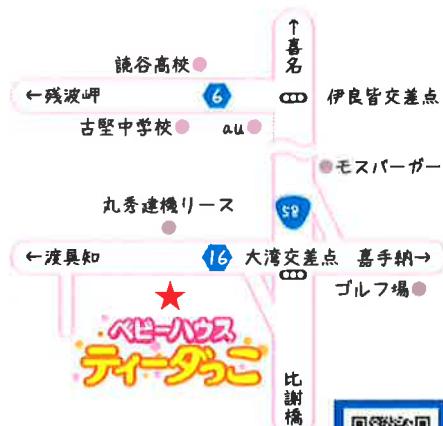 ↑喜名
読谷高校
←残波岬
6
伊良皆交差点
古堅中学校
au
モスバーガー
丸秀建機リース
58
←渡具知
16
大湾交差点
嘉手納→
ゴルフ場
ベビーハウス
ティーダっこ
比謝橋